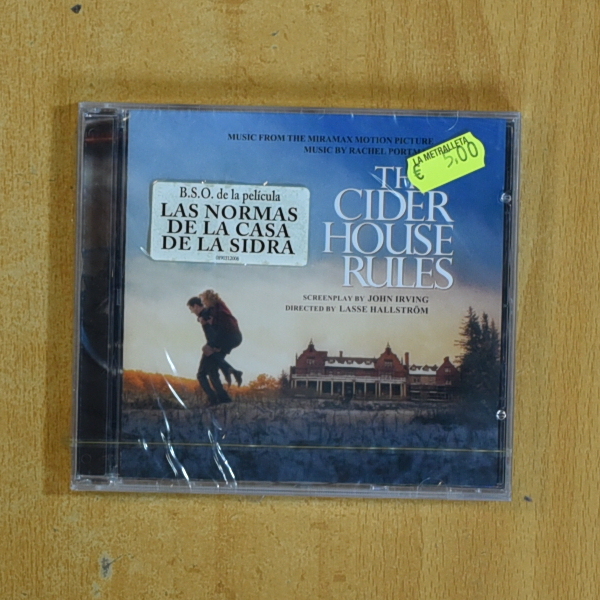 MUSIC FROM THE MIRAMAX MOTION PICTURE
MUSIC BY RACHEL
LA METRALLETA
€ 5,00
B.S.O. de la película
LAS NORMAS
DE LA CASA
DE LA SIDRA
THE
CIDER
HOUSE
RULES
SCREENPLAY BY JOHN IRVING
DIRECTED BY LASSE HALLSTRÖM